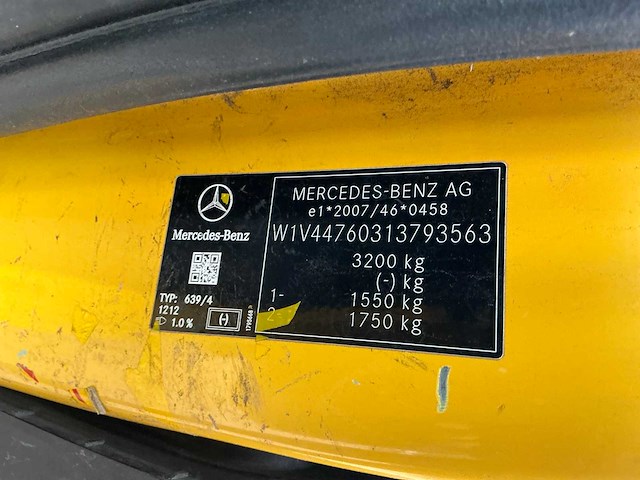 Mercedes-Benz
TYP: 639/4
1212
1.0 %
(-)
MERCEDES-BENZ AG
e1*2007/46*0458
W1V44760313793563
3200 kg
(-) kg
1- 1550 kg
2 1750 kg